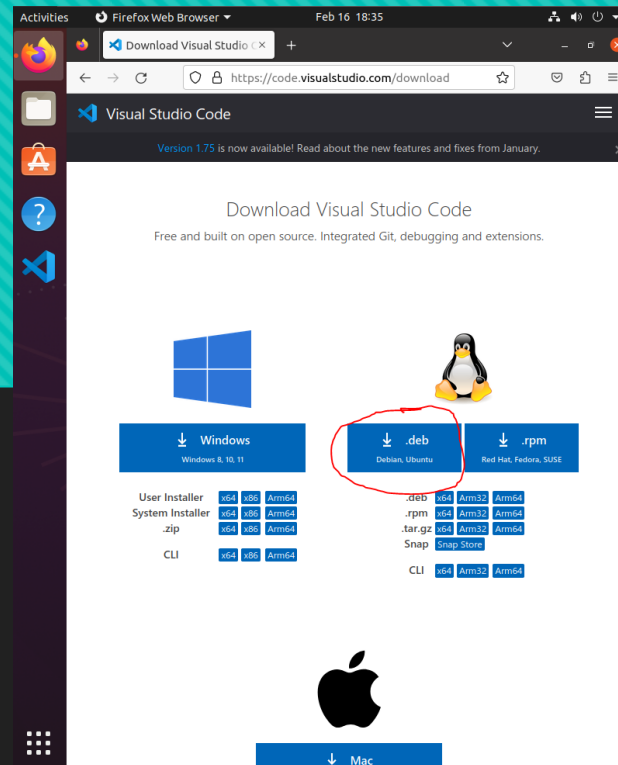 Activities
Firefox Web Browser
Feb 16 18:35
Download Visual Studio C
https://code.visualstudio.com/download
Visual Studio Code
Version 1.75 is now available! Read about the new features and fixes from January.
Download Visual Studio Code
Free and built on open source. Integrated Git, debugging and extensions.
Windows
Windows 8, 10, 11
.deb
Debian, Ubuntu
.rpm
Red Hat, Fedora, SUSE
User Installer x64 x86 Arm64
System Installer x64 x86 Arm64
.zip x64 x86 Arm64
CLI x64 x86 Arm64
.deb x64 Arm32 Arm64
.rpm x64 Arm32 Arm64
.tar.gz x64 Arm32 Arm64
Snap Snap Store
CLI x64 Arm32 Arm64
Mac